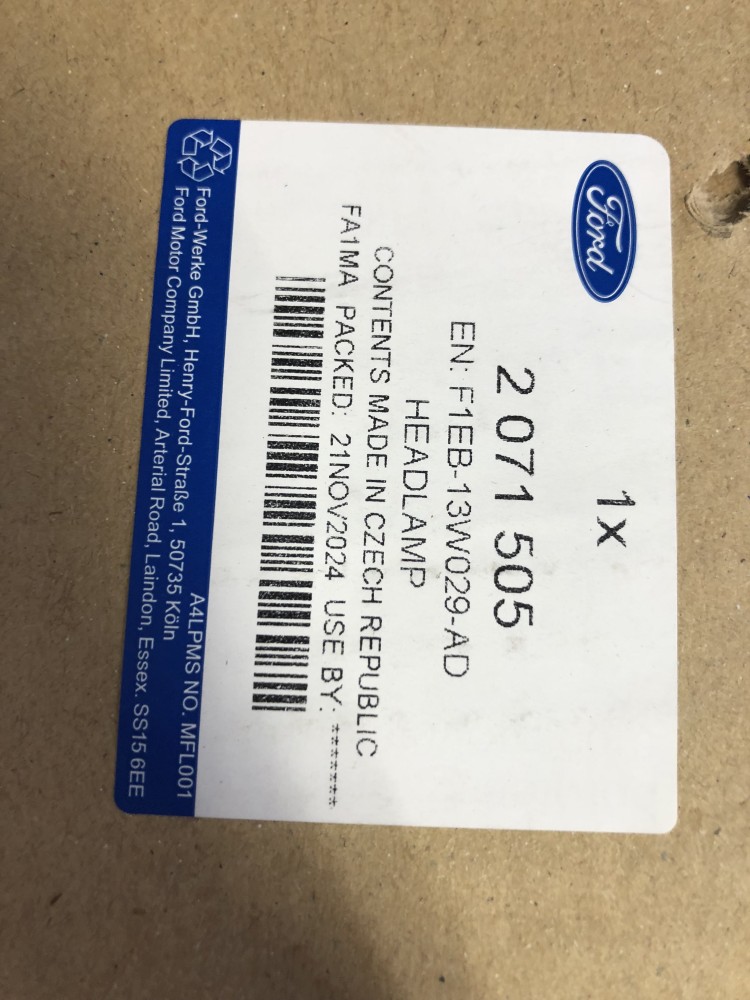 Ford
1x
2 071 505
EN: F1EB-13W029-AD
HEADLAMP
CONTENTS MADE IN CZECH REPUBLIC
FA1MA PACKED: 21NOV2024 USE BY: ********
A4LPMS NO. MFL001
Ford-Werke GmbH, Henry-Ford-Straße 1, 50735 Köln
Ford Motor Company Limited, Arterial Road, Laindon, Essex. SS15 6EE